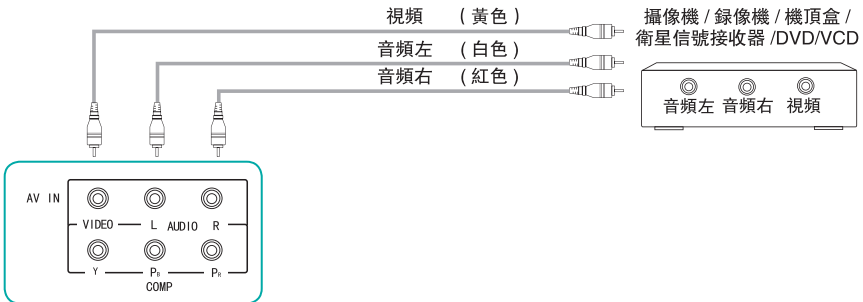 視頻 （黃色）
音頻左 （白色）
音頻右 （紅色）
攝像機 / 録像機 / 機頂盒 /
衛星信號接收器 /DVD/VCD
音頻左 音頻右 視頻
AV IN
VIDEO L AUDIO R
Y PB PR
COMP